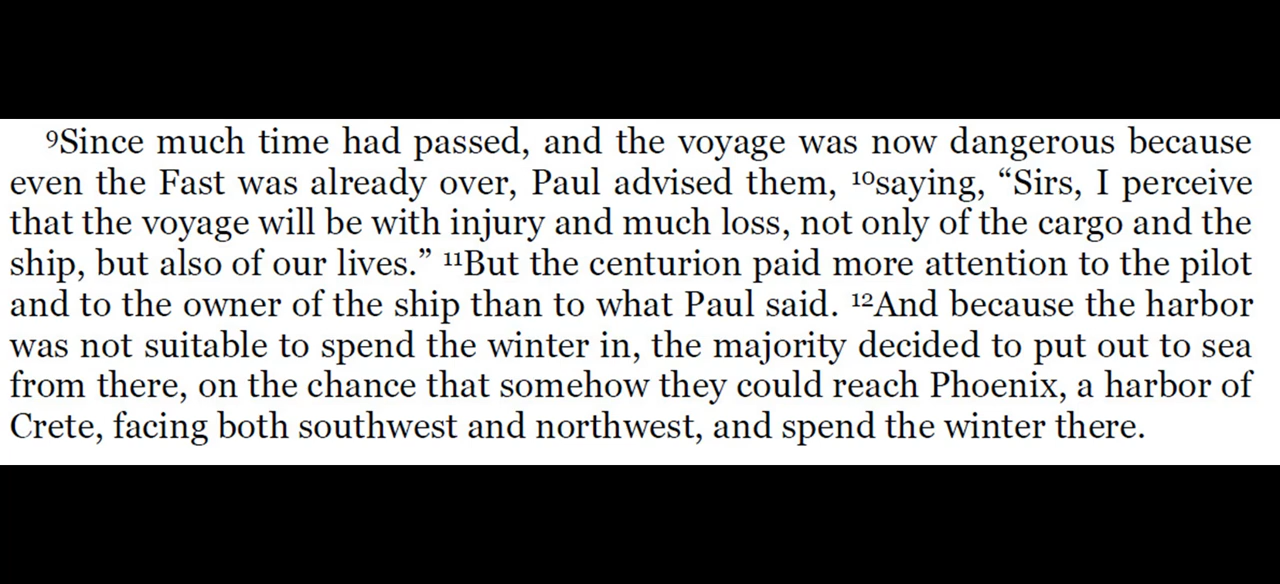 ⁹Since much time had passed, and the voyage was now dangerous because
even the Fast was already over, Paul advised them, ¹⁰saying, “Sirs, I perceive
that the voyage will be with injury and much loss, not only of the cargo and the
ship, but also of our lives.” ¹¹But the centurion paid more attention to the pilot
and to the owner of the ship than to what Paul said. ¹²And because the harbor
was not suitable to spend the winter in, the majority decided to put out to sea
from there, on the chance that somehow they could reach Phoenix, a harbor of
Crete, facing both southwest and northwest, and spend the winter there.